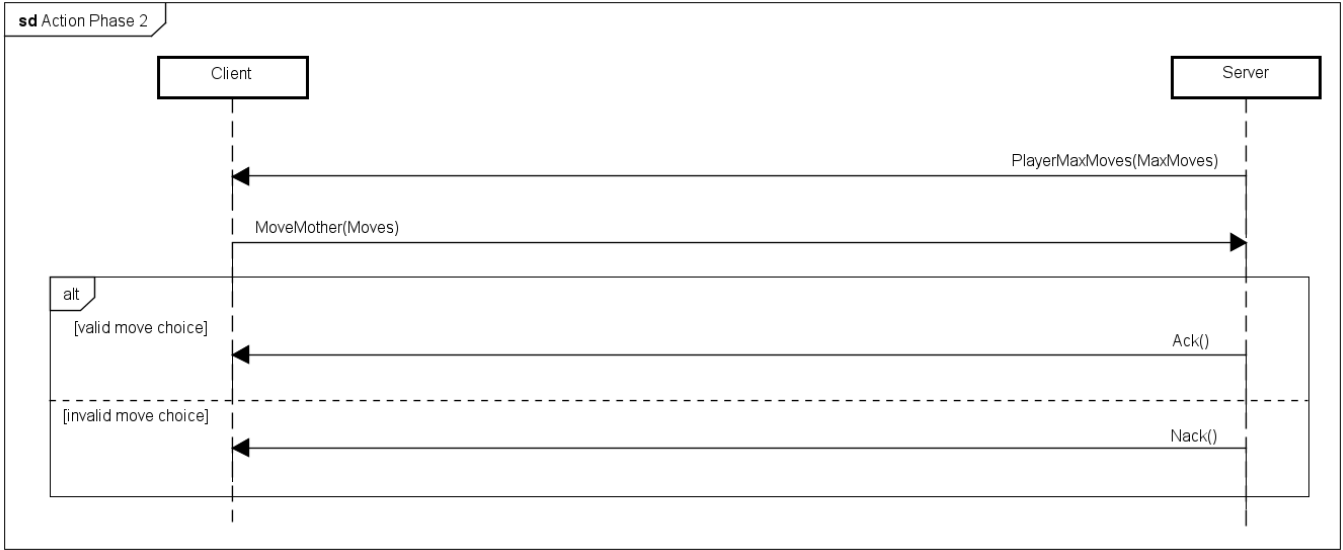 sd Action Phase 2
Client
Server
PlayerMaxMoves(MaxMoves)
MoveMother(Moves)
alt
[valid move choice]
Ack()
[invalid move choice]
Nack()